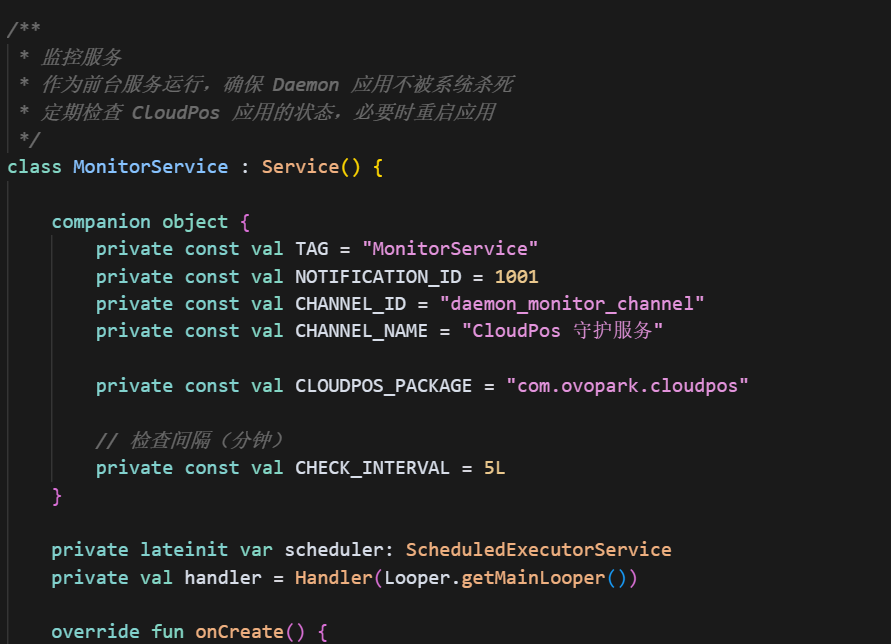 /**
 * 监控服务
 * 作为前台服务运行，确保 Daemon 应用不被系统杀死
 * 定期检查 CloudPos 应用的状态，必要时重启应用
 */
class MonitorService : Service() {
    companion object {
        private const val TAG = "MonitorService"
        private const val NOTIFICATION_ID = 1001
        private const val CHANNEL_ID = "daemon_monitor_channel"
        private const val CHANNEL_NAME = "CloudPos 守护服务"
        private const val CLOUDPOS_PACKAGE = "com.ovopark.cloudpos"
        // 检查间隔（分钟）
        private const val CHECK_INTERVAL = 5L
    }
    private lateinit var scheduler: ScheduledExecutorService
    private val handler = Handler(Looper.getMainLooper())
    override fun onCreate() {